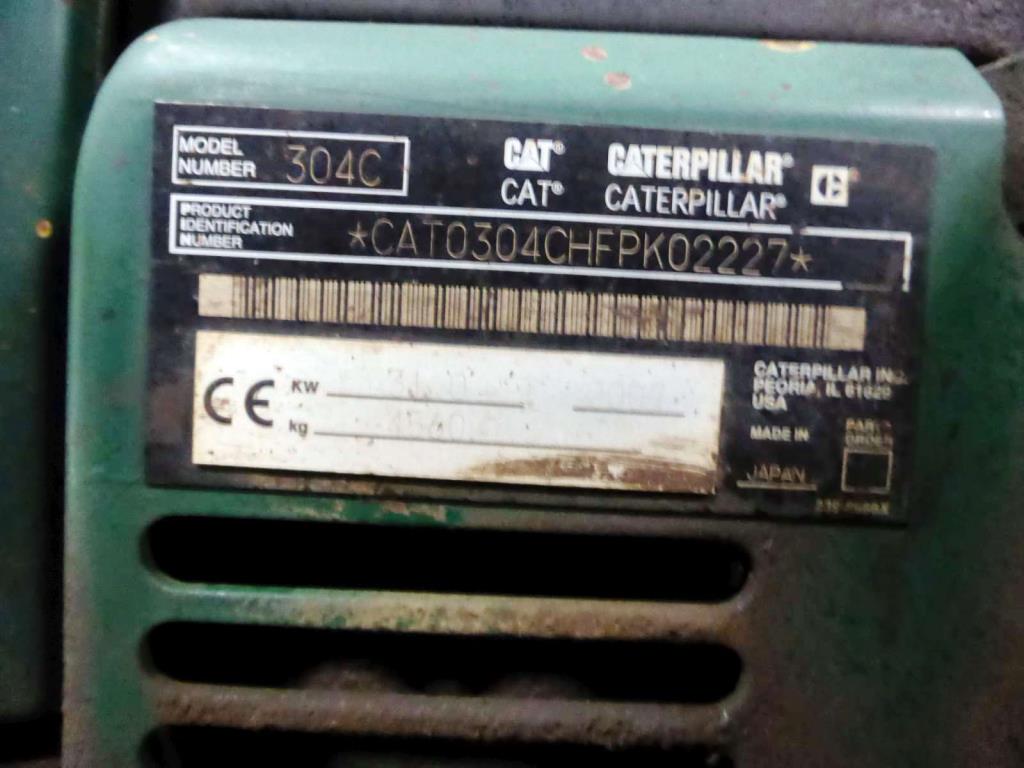 MODEL
NUMBER 304C
CAT® CATERPILLAR®
CAT® CATERPILLAR®
PRODUCT
IDENTIFICATION
NUMBER
*CAT0304CHFPK02227*
CE
KW
kg
CATERPILLAR INC.
PEORIA, IL 61629
USA
MADE IN
JAPAN